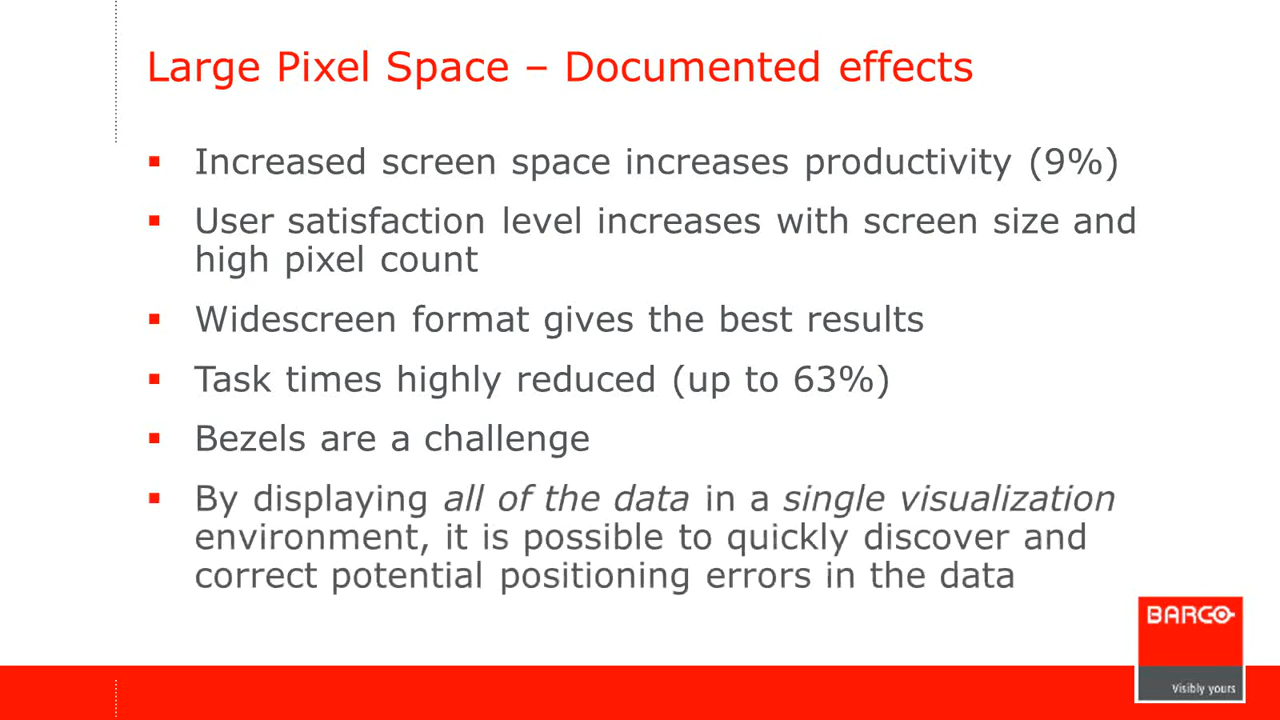 Large Pixel Space – Documented effects
▪ Increased screen space increases productivity (9%)
▪ User satisfaction level increases with screen size and
high pixel count
▪ Widescreen format gives the best results
▪ Task times highly reduced (up to 63%)
▪ Bezels are a challenge
▪ By displaying all of the data in a single visualization
environment, it is possible to quickly discover and
correct potential positioning errors in the data
BARCO
Visibly yours